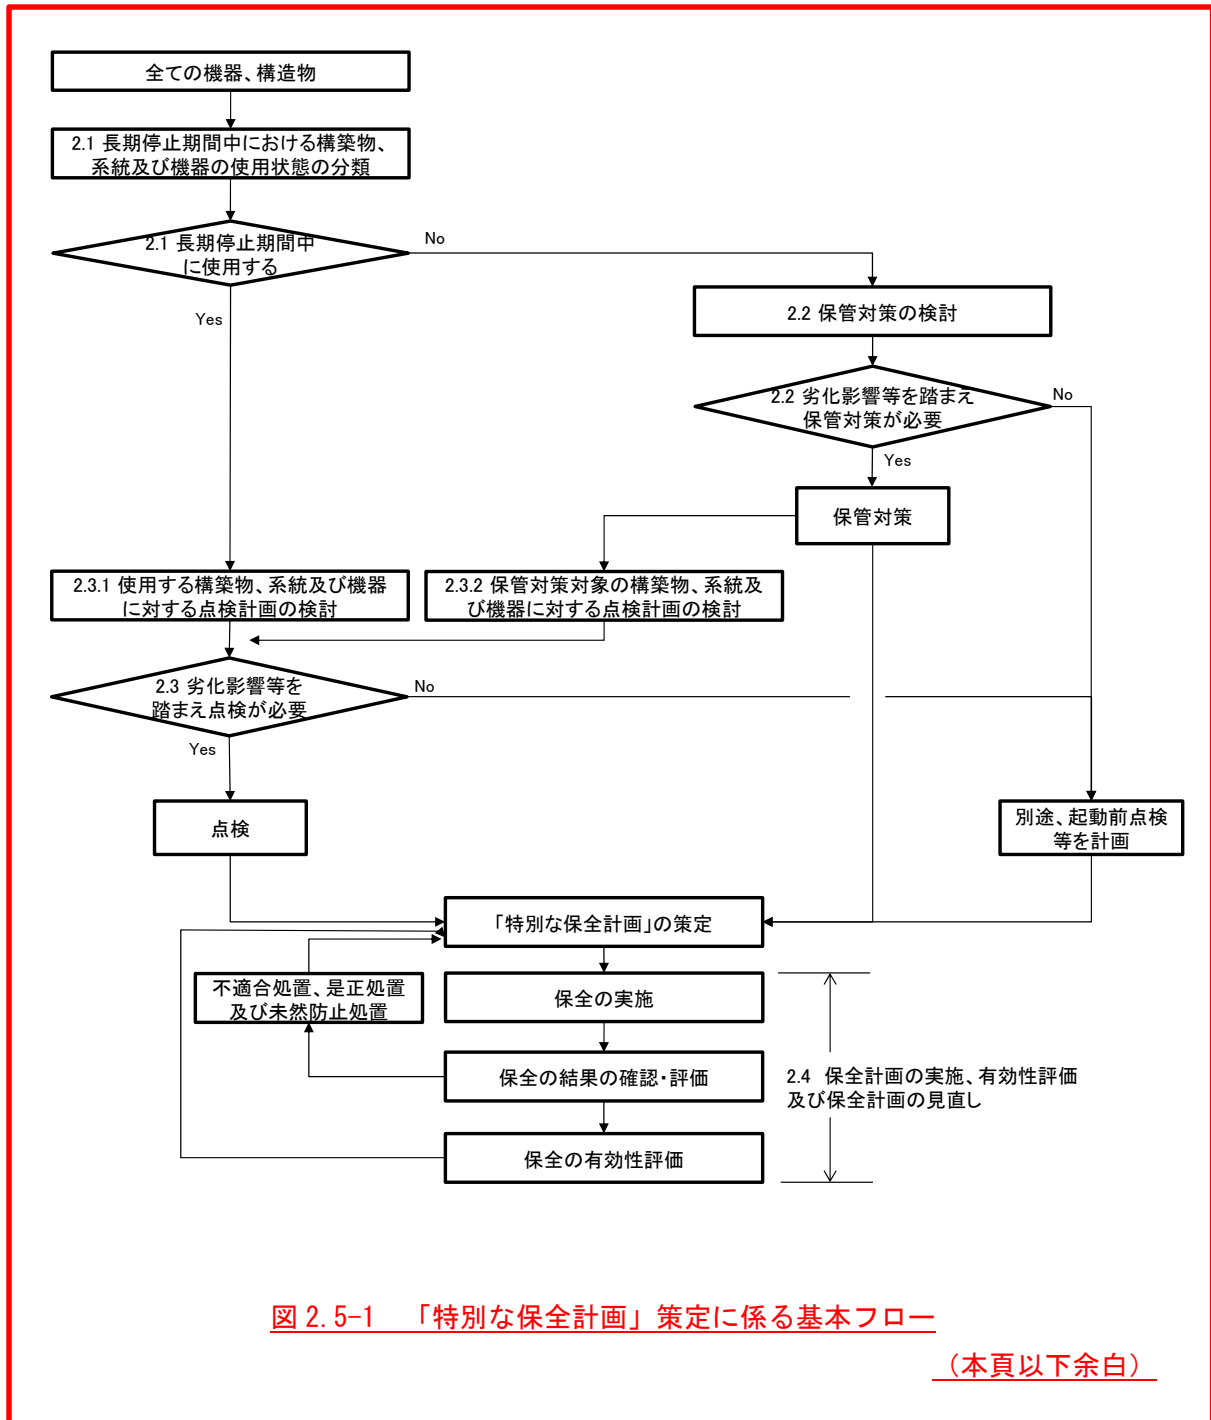 全ての機器、構造物
2.1 長期停止期間中における構築物、
系統及び機器の使用状態の分類
2.1 長期停止期間中
に使用する
No
Yes
2.2 保管対策の検討
2.2 劣化影響等を踏まえ
保管対策が必要
No
Yes
保管対策
2.3.1 使用する構築物、系統及び機器
に対する点検計画の検討
2.3.2 保管対策対象の構築物、系統及
び機器に対する点検計画の検討
2.3 劣化影響等を
踏まえ点検が必要
No
Yes
点検
別途、起動前点検
等を計画
「特別な保全計画」の策定
不適合処置、是正処置
及び未然防止処置
保全の実施
保全の結果の確認・評価
2.4 保全計画の実施、有効性評価
及び保全計画の見直し
保全の有効性評価
図 2.5-1 「特別な保全計画」策定に係る基本フロー
（本頁以下余白）